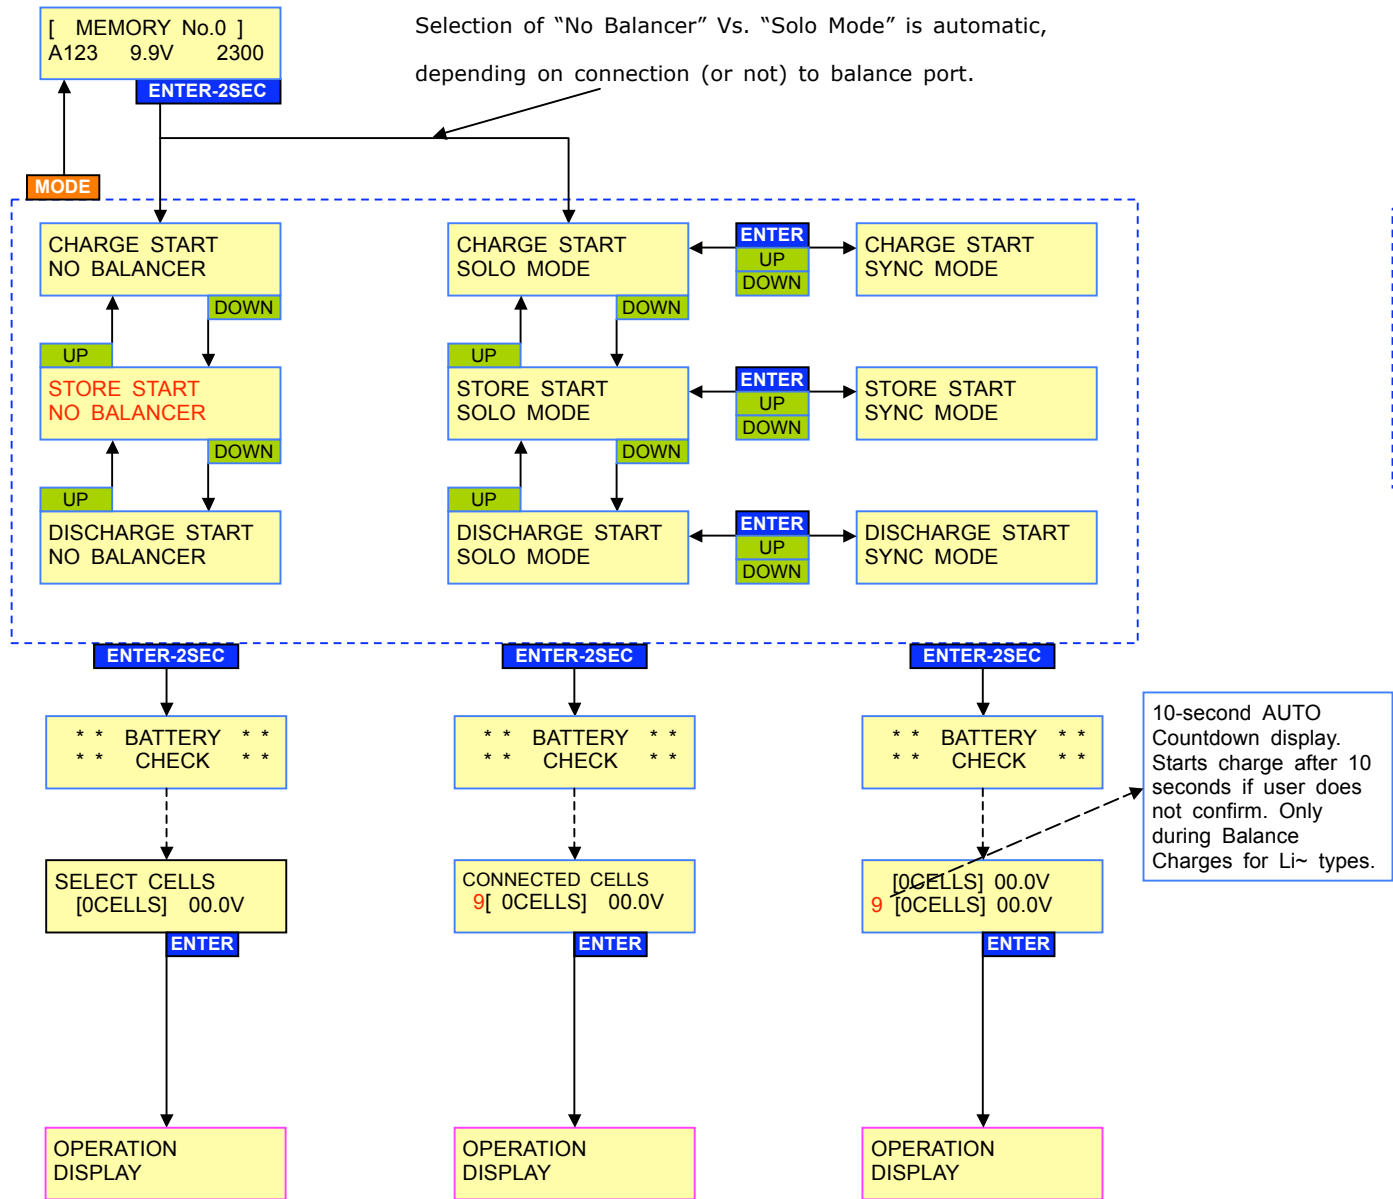 [ MEMORY No.0 ]
A123 9.9V 2300
ENTER-2SEC
Selection of “No Balancer” Vs. “Solo Mode” is automatic,
depending on connection (or not) to balance port.
MODE
CHARGE START
NO BALANCER
DOWN
UP
STORE START
NO BALANCER
DOWN
UP
DISCHARGE START
NO BALANCER
CHARGE START
SOLO MODE
DOWN
UP
STORE START
SOLO MODE
DOWN
UP
DISCHARGE START
SOLO MODE
ENTER
UP
DOWN
ENTER
UP
DOWN
ENTER
UP
DOWN
CHARGE START
SYNC MODE
STORE START
SYNC MODE
DISCHARGE START
SYNC MODE
ENTER-2SEC
* * BATTERY * *
* * CHECK * *
SELECT CELLS
[0CELLS] 00.0V
ENTER
OPERATION
DISPLAY
ENTER-2SEC
* * BATTERY * *
* * CHECK * *
CONNECTED CELLS
9[ 0CELLS] 00.0V
ENTER
OPERATION
DISPLAY
ENTER-2SEC
* * BATTERY * *
* * CHECK * *
[0CELLS] 00.0V
9 [0CELLS] 00.0V
ENTER
OPERATION
DISPLAY
10-second AUTO
Countdown display.
Starts charge after 10
seconds if user does
not confirm. Only
during Balance
Charges for Li~ types.